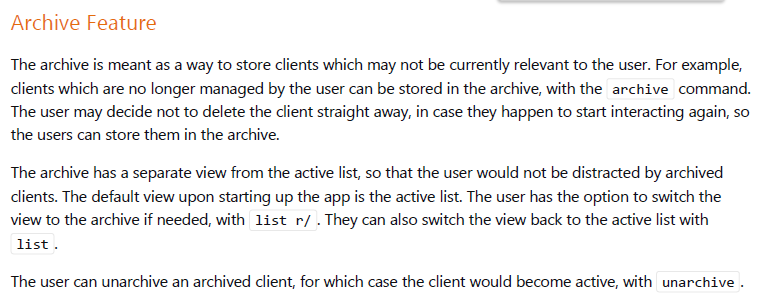 Archive Feature
The archive is meant as a way to store clients which may not be currently relevant to the user. For example,
clients which are no longer managed by the user can be stored in the archive, with the archive command.
The user may decide not to delete the client straight away, in case they happen to start interacting again, so
the users can store them in the archive.
The archive has a separate view from the active list, so that the user would not be distracted by archived
clients. The default view upon starting up the app is the active list. The user has the option to switch the
view to the archive if needed, with list r/ . They can also switch the view back to the active list with
list .
The user can unarchive an archived client, for which case the client would become active, with unarchive .